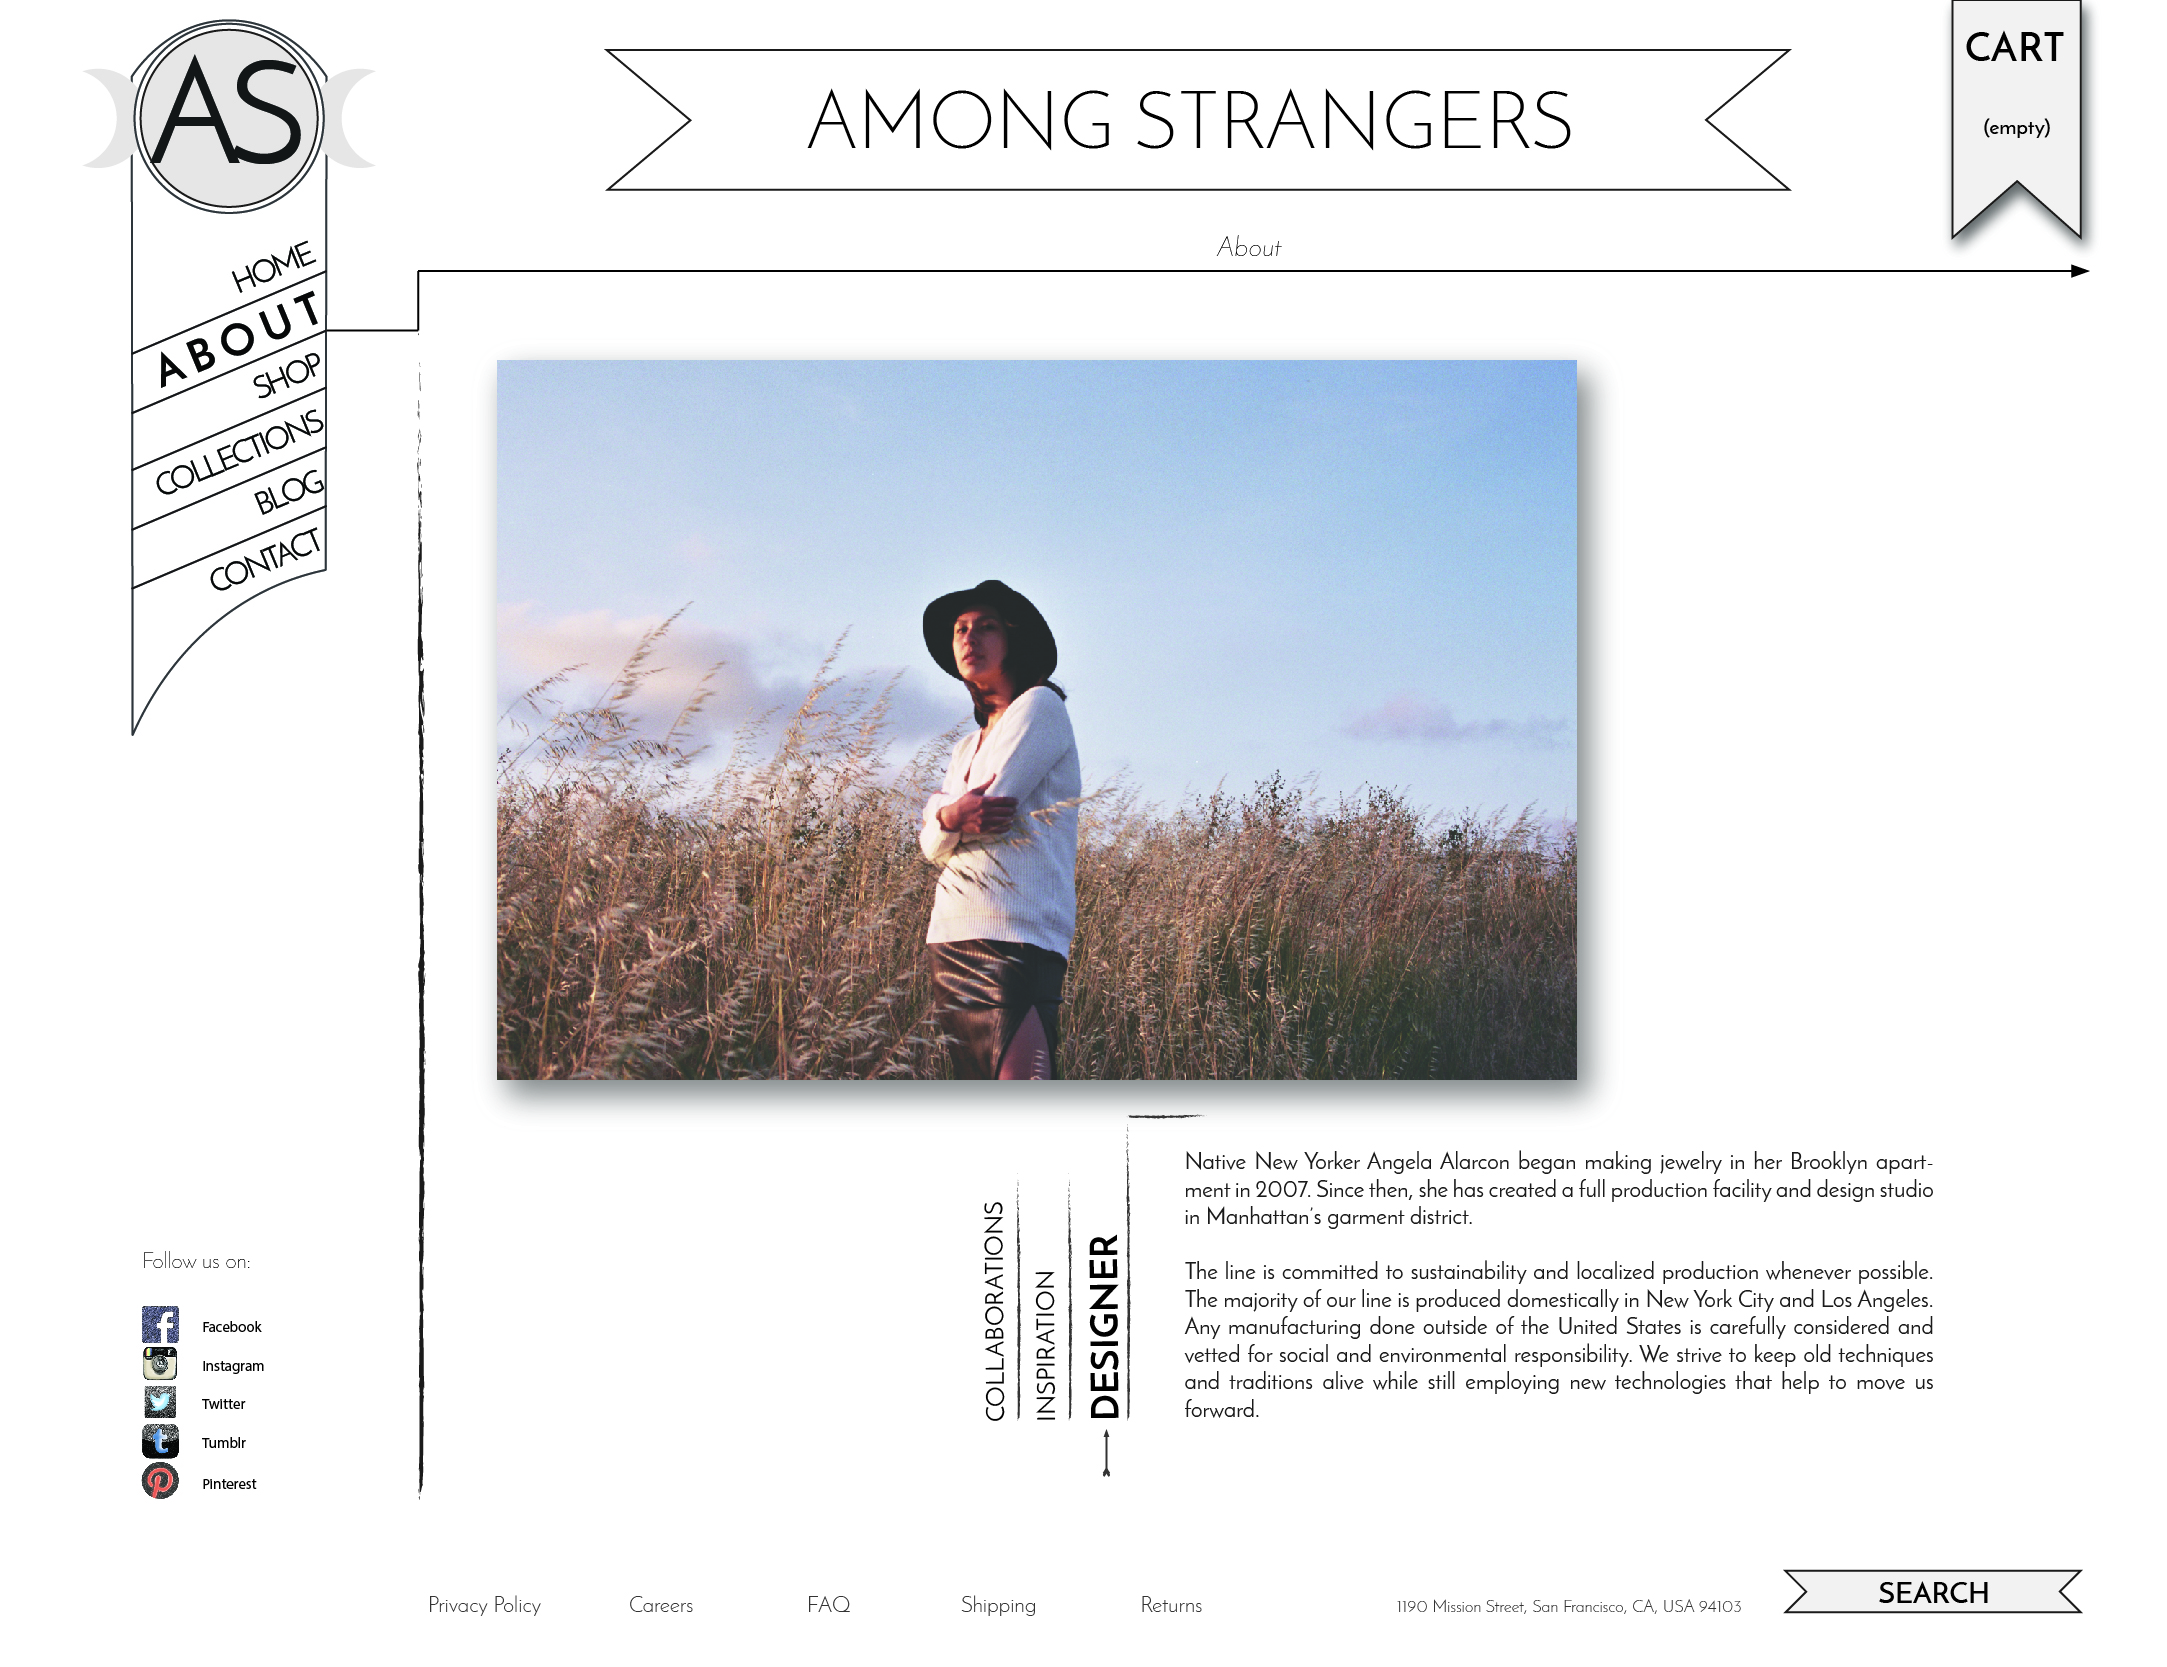 AS
AMONG STRANGERS
CART
(empty)
About
HOME
ABOUT
SHOP
COLLECTIONS
BLOG
CONTACT
COLLABORATIONS
INSPIRATION
DESIGNER
Native New Yorker Angela Alarcon began making jewelry in her Brooklyn apart-
ment in 2007. Since then, she has created a full production facility and design studio
in Manhattan's garment district.
The line is committed to sustainability and localized production whenever possible.
The majority of our line is produced domestically in New York City and Los Angeles.
Any manufacturing done outside of the United States is carefully considered and
vetted for social and environmental responsibility. We strive to keep old techniques
and traditions alive while still employing new technologies that help to move us
forward.
Follow us on:
Facebook
Instagram
Twitter
Tumblr
Pinterest
Privacy Policy
Careers
FAQ
Shipping
Returns
1190 Mission Street, San Francisco, CA, USA 94103
SEARCH